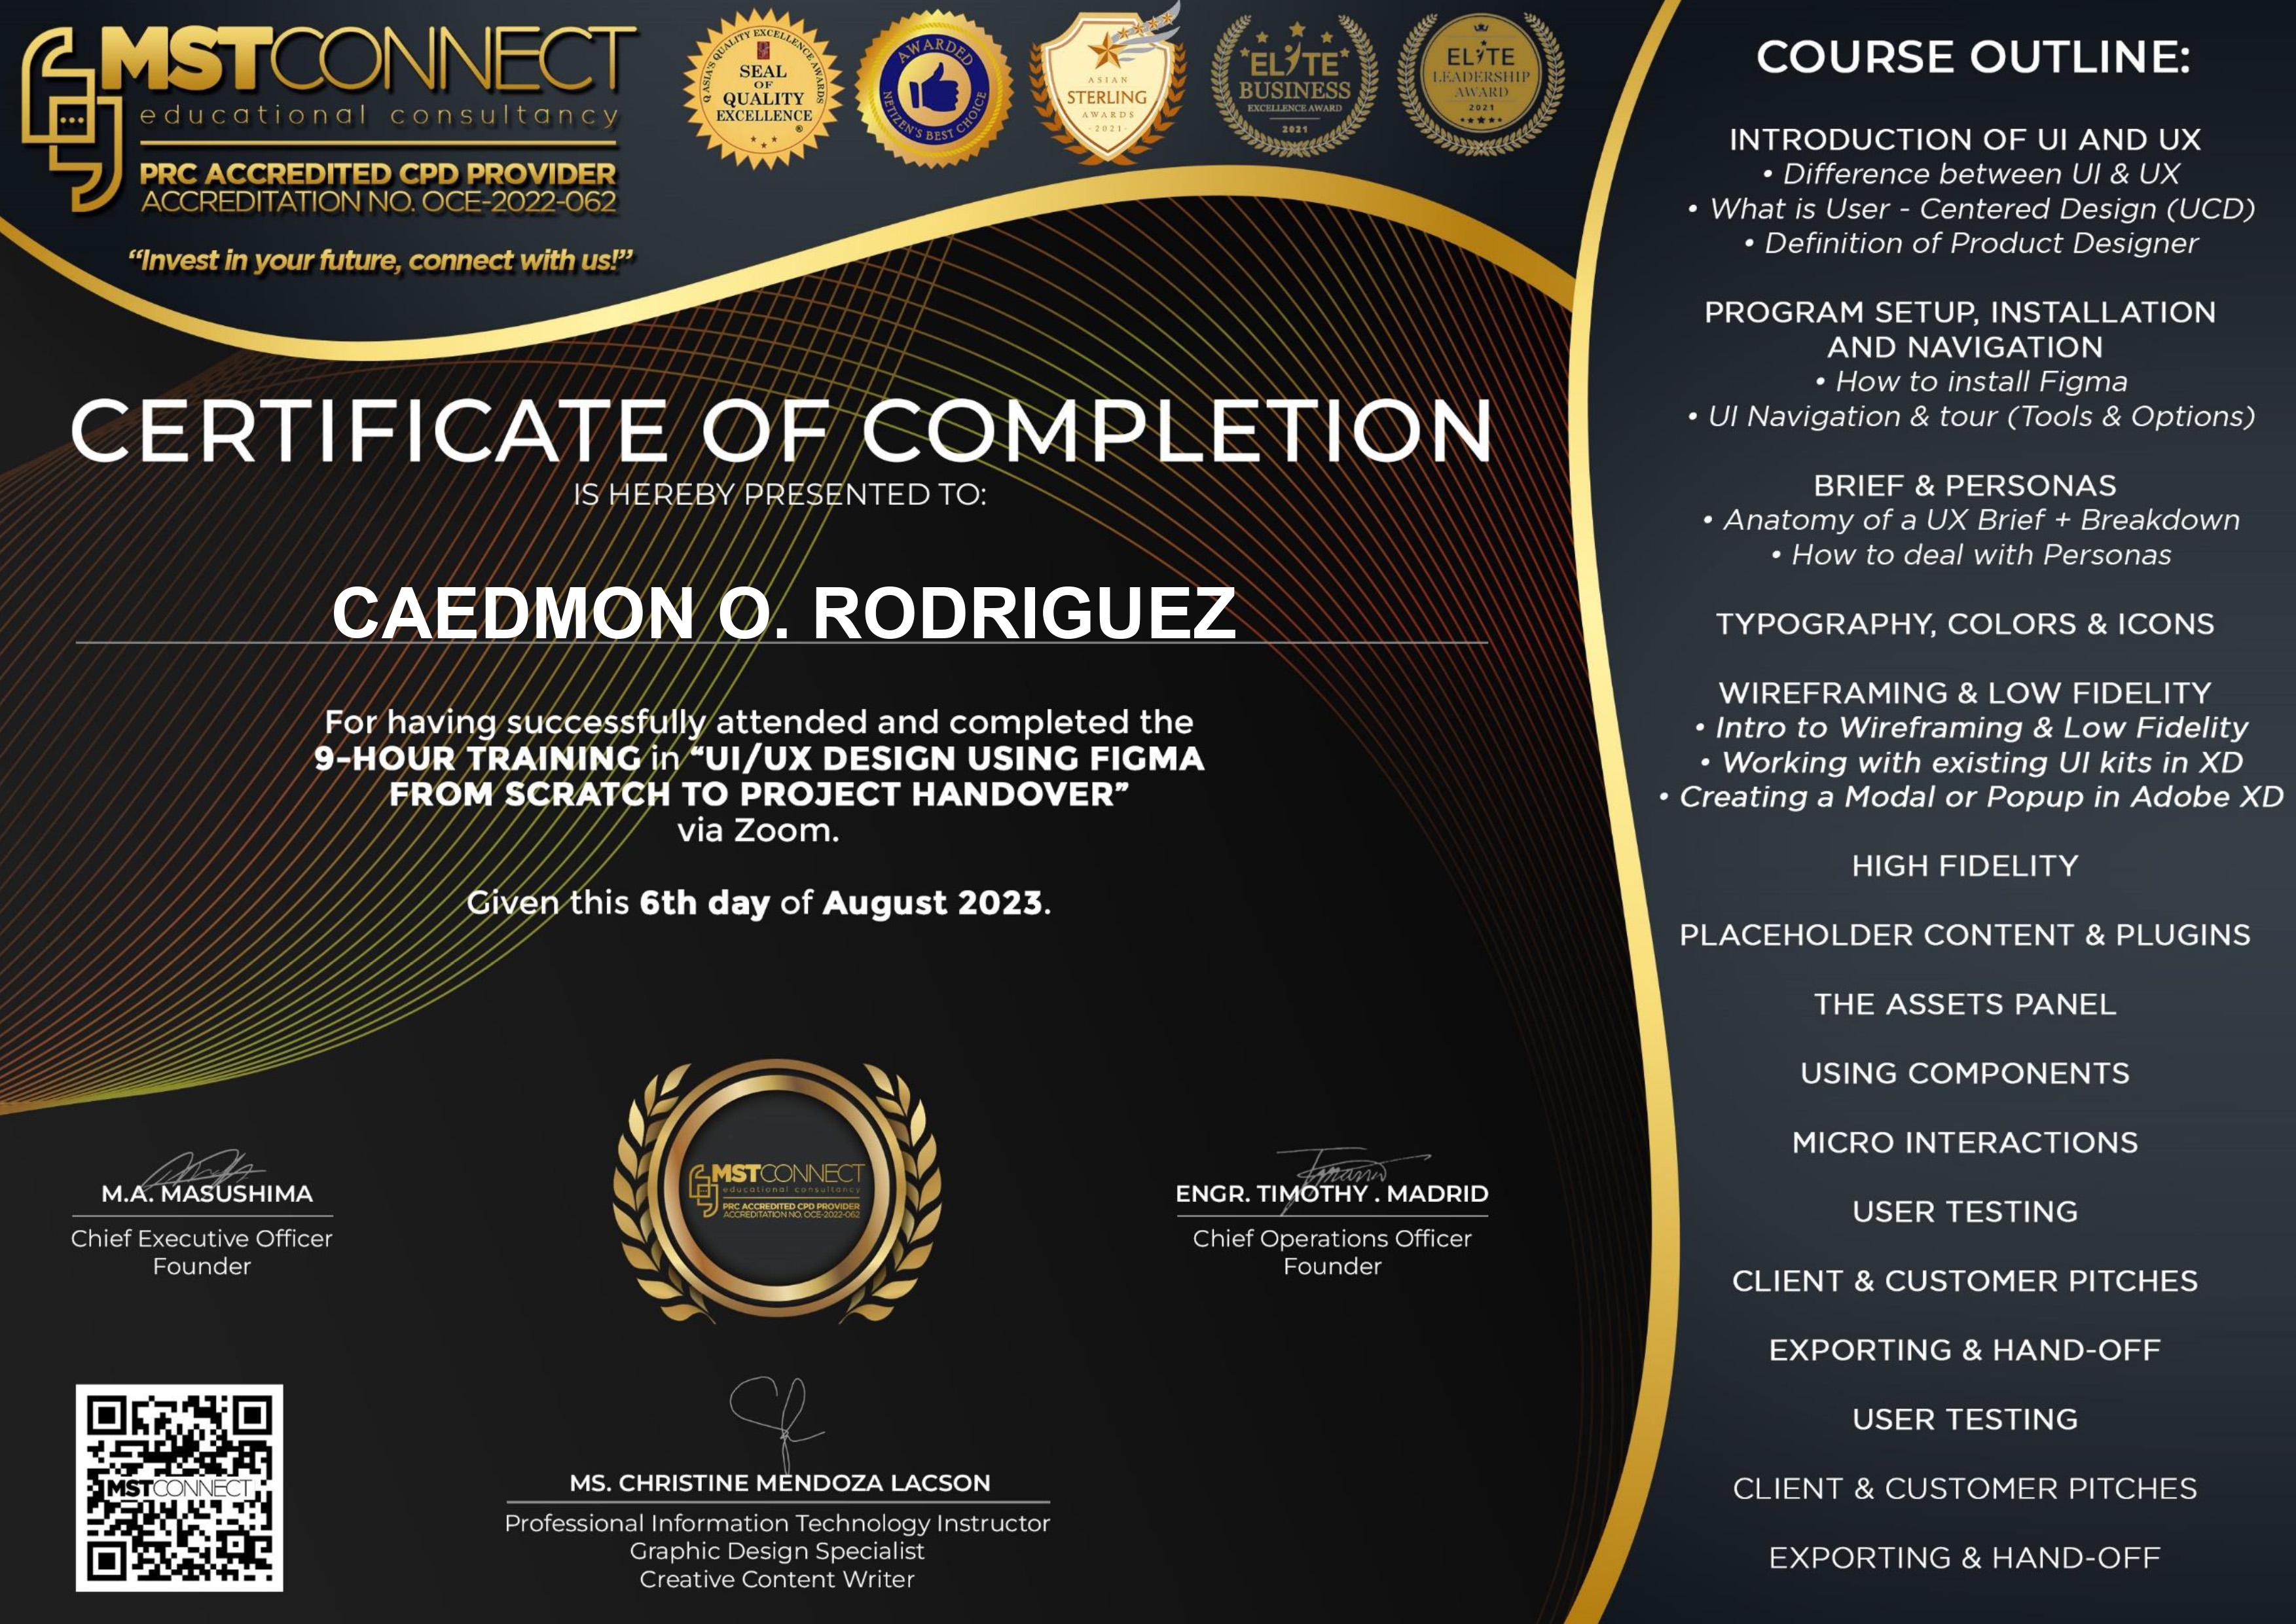 MSTCONNECT
educational consultancy
PRC ACCREDITED CPD PROVIDER
ACCREDITATION NO. OCE-2022-062
“Invest in your future, connect with us!”
Q ASIA'S QUALITY EXCELLENCE AWARDS
SEAL
OF
QUALITY
EXCELLENCE
®
AWARDED
NETIZEN'S BEST CHOICE
ASIAN
STERLING
AWARDS
· 2021 ·
ELITE
BUSINESS
EXCELLENCE AWARD
2021
ELITE
LEADERSHIP
AWARD
2021
CERTIFICATE OF COMPLETION
IS HEREBY PRESENTED TO:
CAEDMON O. RODRIGUEZ
For having successfully attended and completed the
9-HOUR TRAINING in “UI/UX DESIGN USING FIGMA
FROM SCRATCH TO PROJECT HANDOVER”
via Zoom.
Given this 6th day of August 2023.
M.A. MASUSHIMA
Chief Executive Officer
Founder
MSTCONNECT
educational consultancy
PRC ACCREDITED CPD PROVIDER
ACCREDITATION NO. OCE-2022-062
ENGR. TIMOTHY . MADRID
Chief Operations Officer
Founder
MSTCONNECT
MS. CHRISTINE MENDOZA LACSON
Professional Information Technology Instructor
Graphic Design Specialist
Creative Content Writer
COURSE OUTLINE:
INTRODUCTION OF UI AND UX
• Difference between UI & UX
• What is User - Centered Design (UCD)
• Definition of Product Designer
PROGRAM SETUP, INSTALLATION
AND NAVIGATION
• How to install Figma
• UI Navigation & tour (Tools & Options)
BRIEF & PERSONAS
• Anatomy of a UX Brief + Breakdown
• How to deal with Personas
TYPOGRAPHY, COLORS & ICONS
WIREFRAMING & LOW FIDELITY
• Intro to Wireframing & Low Fidelity
• Working with existing UI kits in XD
• Creating a Modal or Popup in Adobe XD
HIGH FIDELITY
PLACEHOLDER CONTENT & PLUGINS
THE ASSETS PANEL
USING COMPONENTS
MICRO INTERACTIONS
USER TESTING
CLIENT & CUSTOMER PITCHES
EXPORTING & HAND-OFF
USER TESTING
CLIENT & CUSTOMER PITCHES
EXPORTING & HAND-OFF